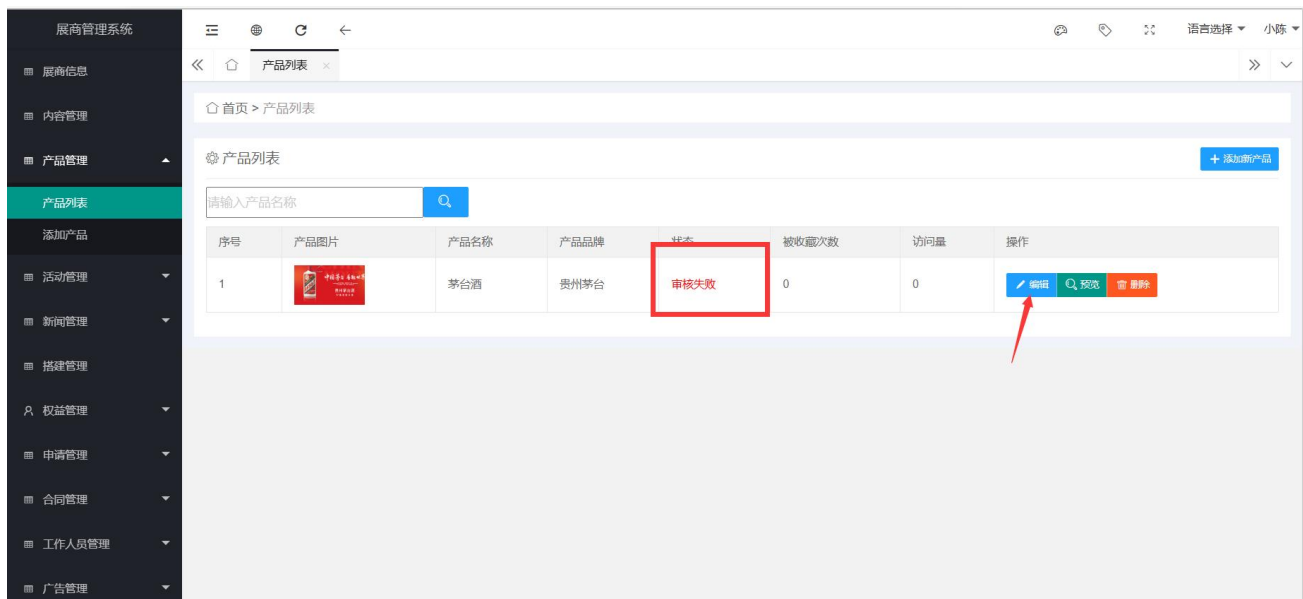 展商管理系统
语言选择
小陈
展商信息
产品列表
内容管理
首页 > 产品列表
产品管理
产品列表
添加新产品
产品列表
请输入产品名称
添加产品
序号 产品图片 产品名称 产品品牌 状态 被收藏次数 访问量 操作
活动管理
1 茅台酒 贵州茅台 审核失败 0 0 编辑 预览 删除
新闻管理
搭建管理
权益管理
申请管理
合同管理
工作人员管理
广告管理